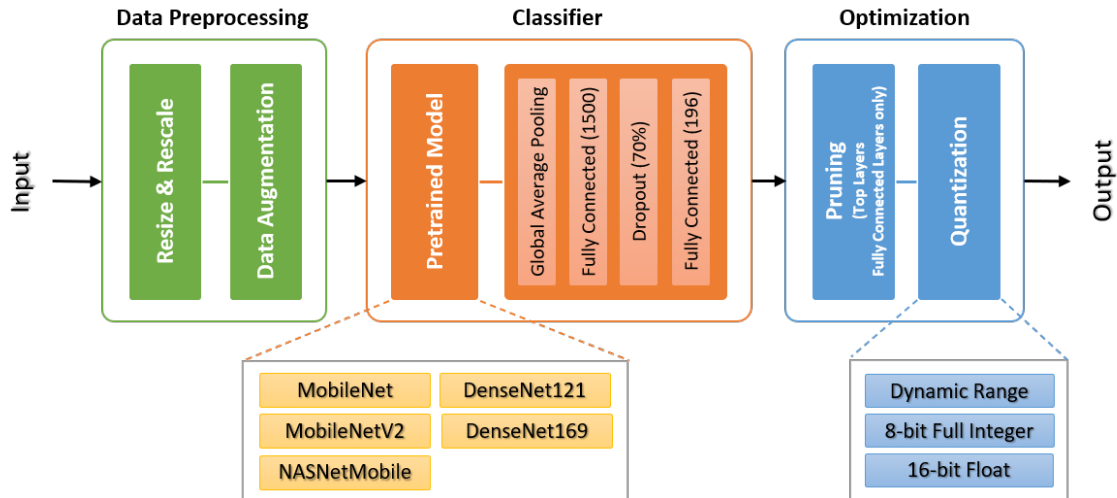 Data Preprocessing
Classifier
Optimization
Input
Resize & Rescale
Data Augmentation
Pretrained Model
Global Average Pooling
Fully Connected (1500)
Dropout (70%)
Fully Connected (196)
Pruning
(Top Layers
Fully Connected Layers only)
Quantization
Output
MobileNet
DenseNet121
MobileNetV2
DenseNet169
NASNetMobile
Dynamic Range
8-bit Full Integer
16-bit Float